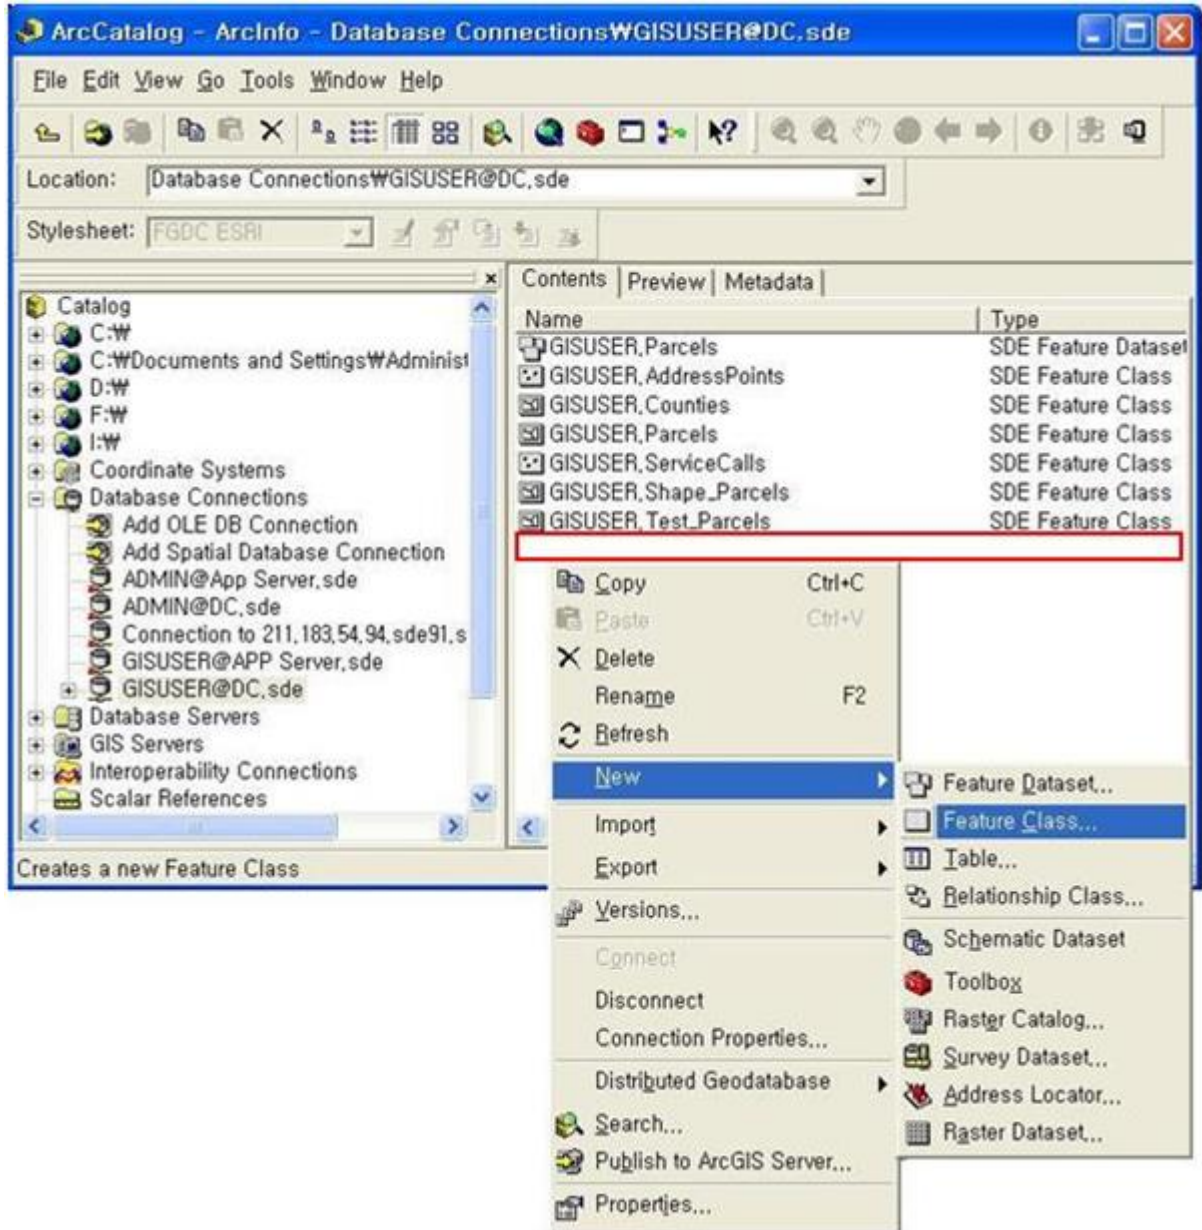 ArcCatalog - ArcInfo - Database Connections₩GISUSER@DC.sde
File Edit View Go Tools Window Help
Location: Database Connections₩GISUSER@DC.sde
Stylesheet: FGDC ESRI
Catalog
C:₩
C:₩Documents and Settings₩Administ
D:₩
F:₩
I:₩
Coordinate Systems
Database Connections
Add OLE DB Connection
Add Spatial Database Connection
ADMIN@App Server.sde
ADMIN@DC.sde
Connection to 211.183.54.94.sde91.s
GISUSER@APP Server.sde
GISUSER@DC.sde
Database Servers
GIS Servers
Interoperability Connections
Scalar References
Contents Preview Metadata
Name Type
GISUSER.Parcels SDE Feature Dataset
GISUSER.AddressPoints SDE Feature Class
GISUSER.Counties SDE Feature Class
GISUSER.Parcels SDE Feature Class
GISUSER.ServiceCalls SDE Feature Class
GISUSER.Shape_Parcels SDE Feature Class
GISUSER.Test_Parcels SDE Feature Class
Copy Ctrl+C
Paste Ctrl+V
Delete
Rename F2
Refresh
New
Import
Export
Versions...
Connect
Disconnect
Connection Properties...
Distributed Geodatabase
Search...
Publish to ArcGIS Server...
Properties...
Feature Dataset...
Feature Class...
Table...
Relationship Class...
Schematic Dataset
Toolbox
Raster Catalog...
Survey Dataset...
Address Locator...
Raster Dataset...
Creates a new Feature Class